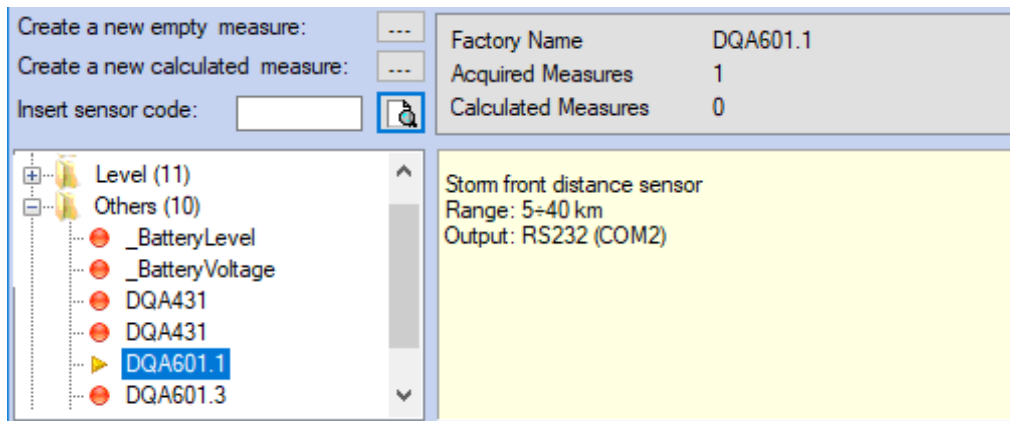 Create a new empty measure: ...
Create a new calculated measure: ...
Insert sensor code:
Factory Name DQA601.1
Acquired Measures 1
Calculated Measures 0
Level (11)
Others (10)
_BatteryLevel
_BatteryVoltage
DQA431
DQA431
DQA601.1
DQA601.3
Storm front distance sensor
Range: 5÷40 km
Output: RS232 (COM2)